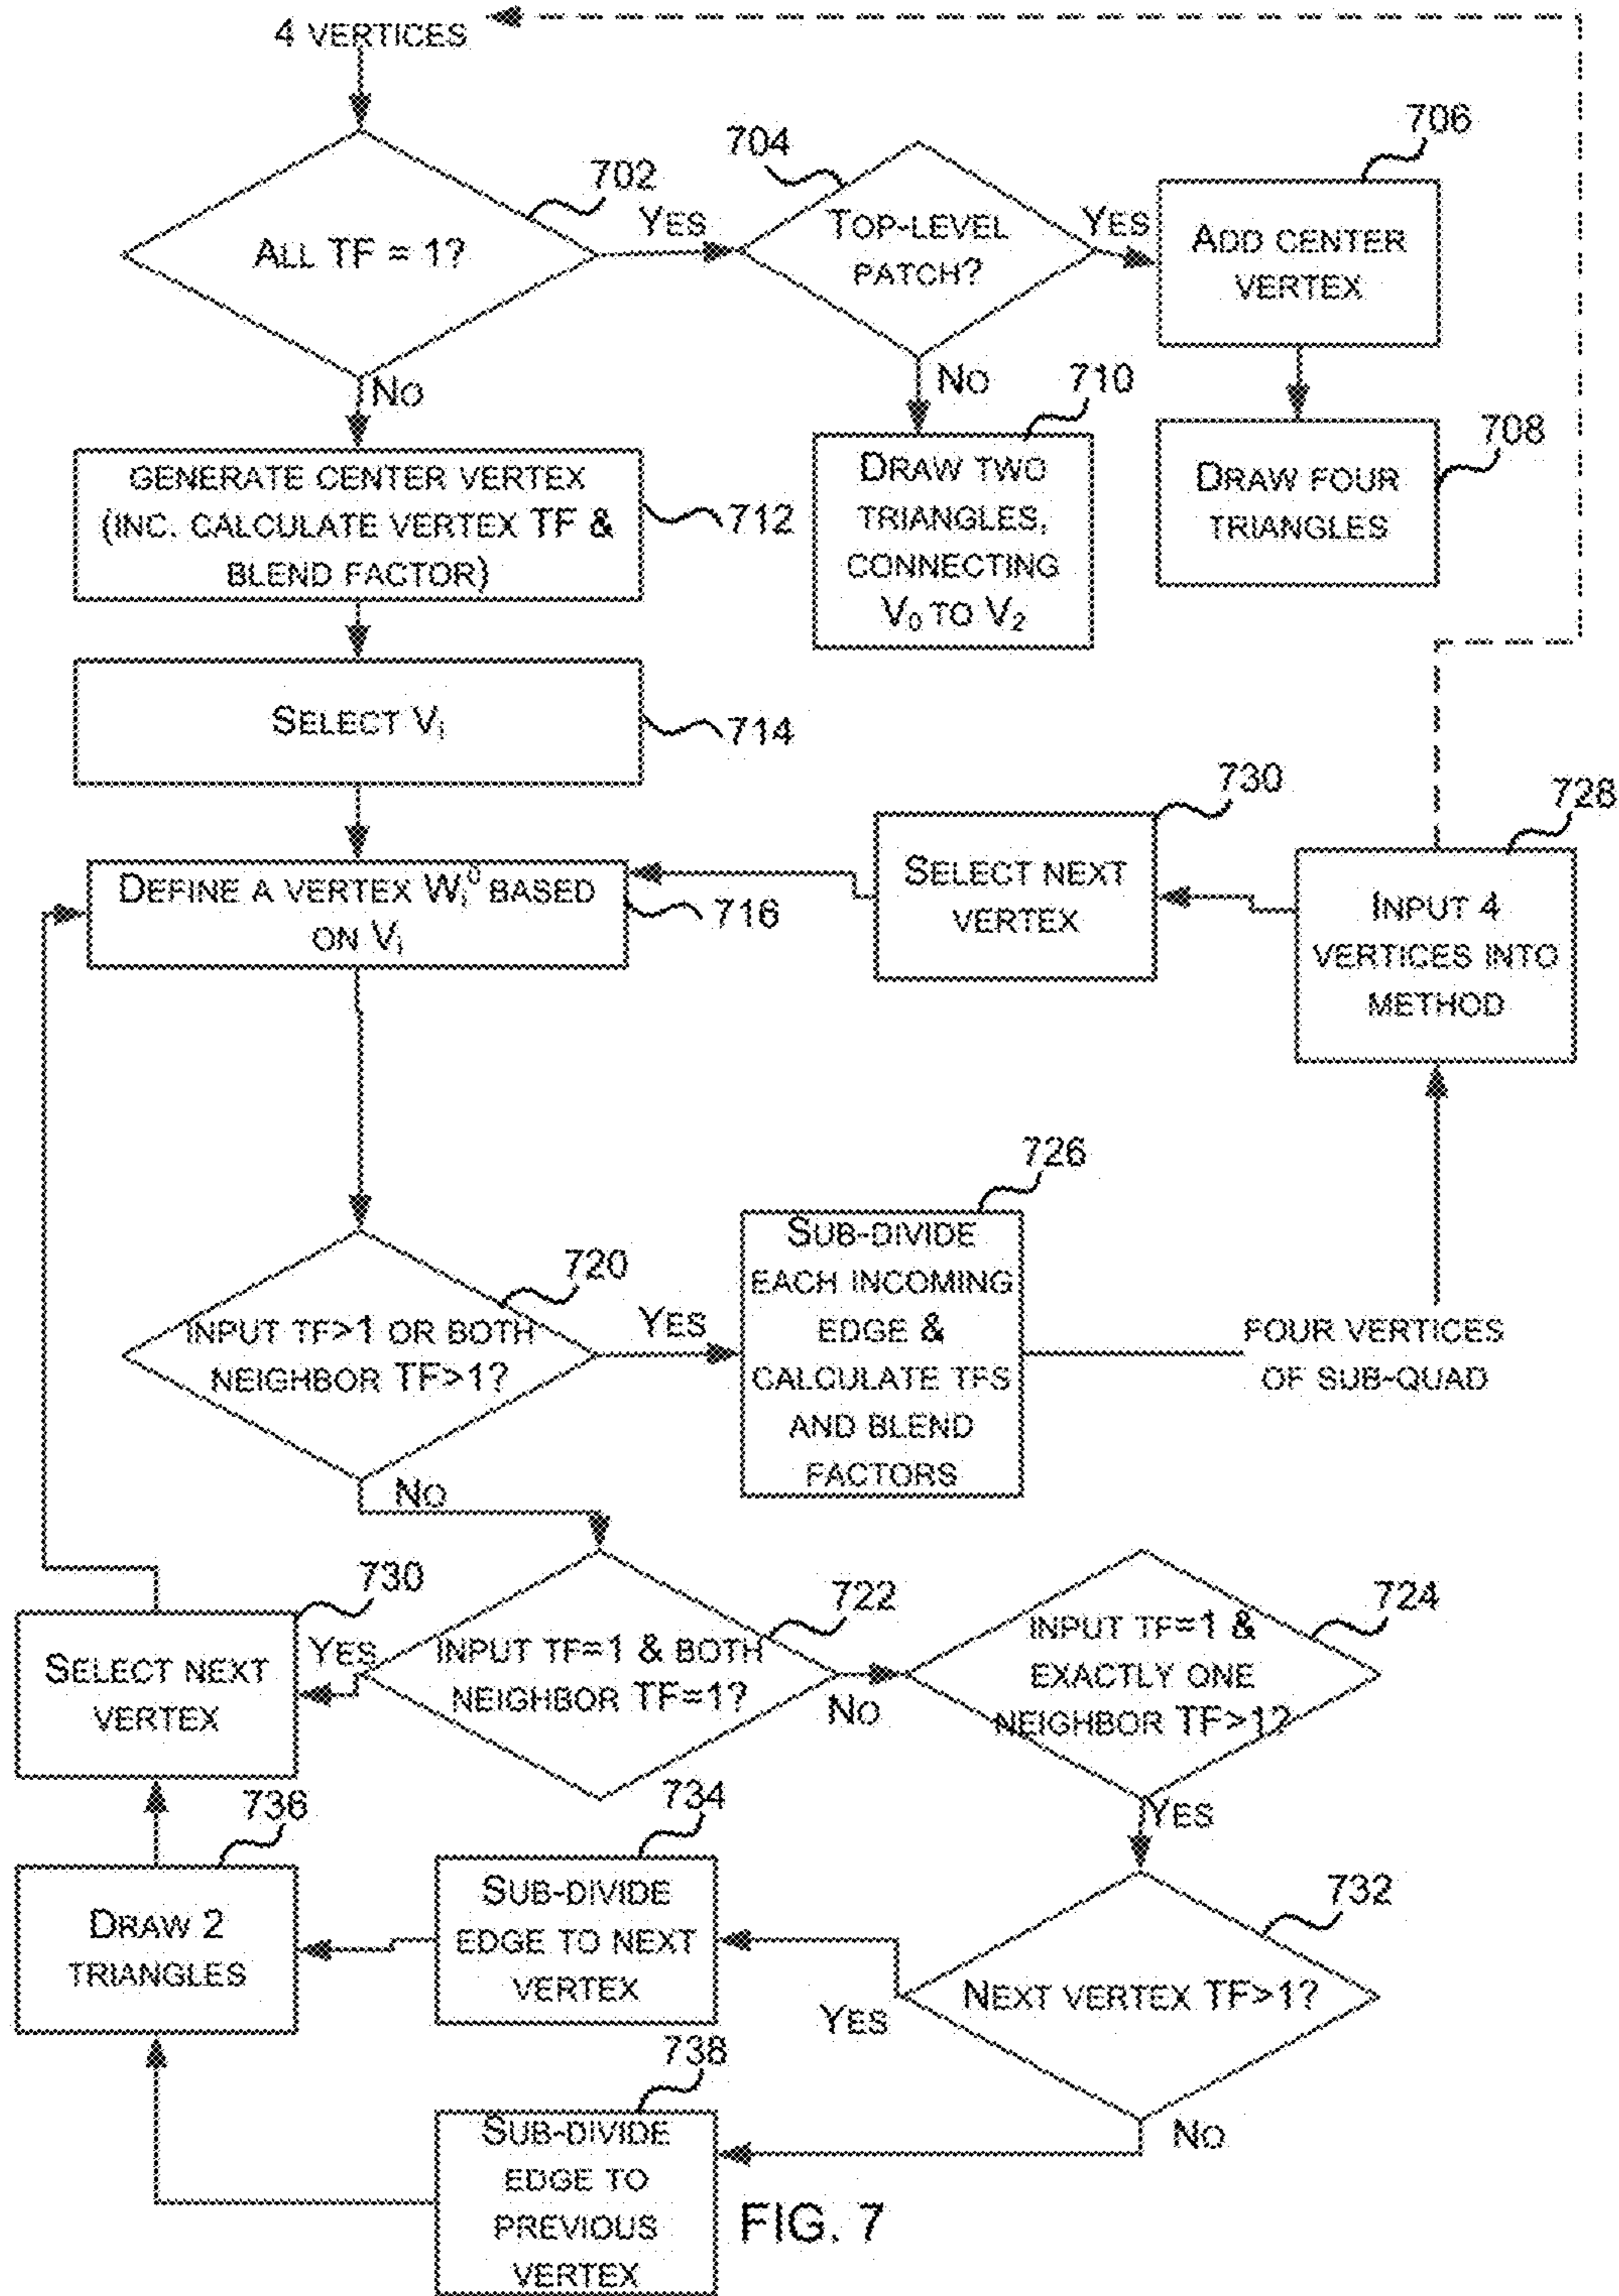 4 VERTICES
702
ALL TF = 1?
YES
NO
704
TOP-LEVEL
PATCH?
YES
NO
706
ADD CENTER
VERTEX
708
DRAW FOUR
TRIANGLES
710
DRAW TWO
TRIANGLES,
CONNECTING
V₀ TO V₂
GENERATE CENTER VERTEX
(INC. CALCULATE VERTEX TF &
BLEND FACTOR)
712
SELECT Vᵢ
714
DEFINE A VERTEX Wᵢ⁰ BASED
ON Vᵢ
716
730
SELECT NEXT
VERTEX
728
INPUT 4
VERTICES INTO
METHOD
720
INPUT TF>1 OR BOTH
NEIGHBOR TF>1?
YES
NO
726
SUB-DIVIDE
EACH INCOMING
EDGE &
CALCULATE TFS
AND BLEND
FACTORS
FOUR VERTICES
OF SUB-QUAD
730
SELECT NEXT
VERTEX
YES
722
INPUT TF=1 & BOTH
NEIGHBOR TF=1?
NO
724
INPUT TF=1 &
EXACTLY ONE
NEIGHBOR TF>1?
YES
736
DRAW 2
TRIANGLES
734
SUB-DIVIDE
EDGE TO NEXT
VERTEX
732
NEXT VERTEX TF>1?
YES
NO
738
SUB-DIVIDE
EDGE TO
PREVIOUS
VERTEX
FIG. 7